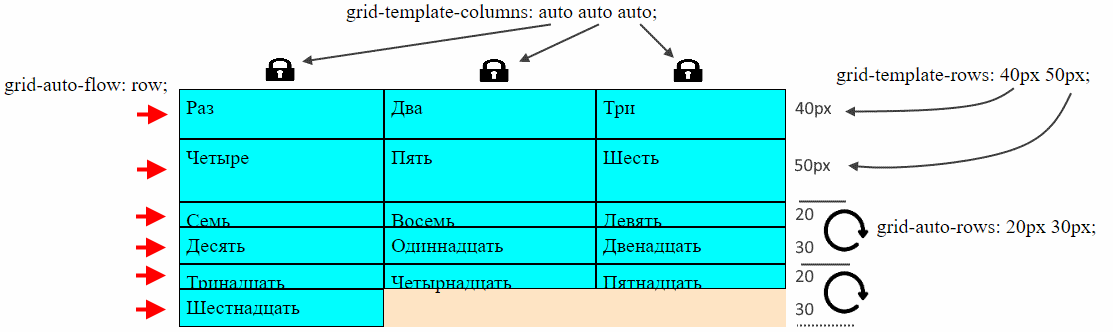 grid-template-columns: auto auto auto;
grid-auto-flow: row;
grid-template-rows: 40px 50px;
Раз Два Три 40px
Четыре Пять Шесть 50px
Семь Восемь Девять 20
grid-auto-rows: 20px 30px;
Десять Одиннадцать Двенадцать 30
Тринадцать Четырнадцать Пятнадцать 20
Шестнадцать 30